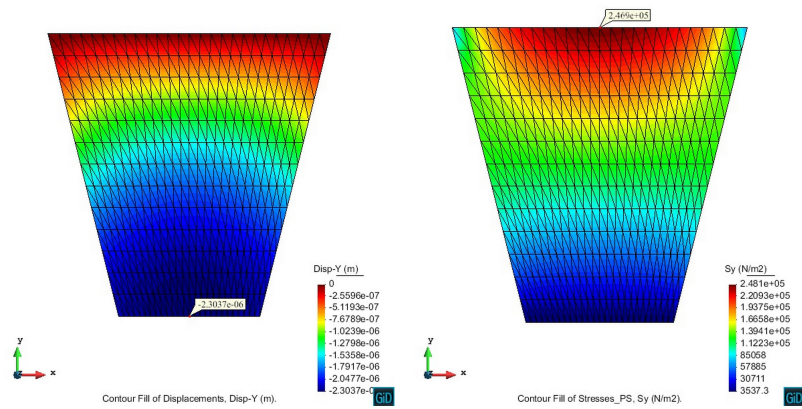 2.469e+05
-2.3037e-06
Disp-Y (m)
0
-2.5596e-07
-5.1193e-07
-7.6789e-07
-1.0239e-06
-1.2798e-06
-1.5358e-06
-1.7917e-06
-2.0477e-06
y
x
z
Contour Fill of Displacements, Disp-Y (m).
GiD
Sy (N/m2)
2.481e+05
2.2093e+05
1.9375e+05
1.6658e+05
1.3941e+05
1.1223e+05
85058
57885
30711
3537.3
y
x
z
Contour Fill of Stresses_PS, Sy (N/m2).
GiD